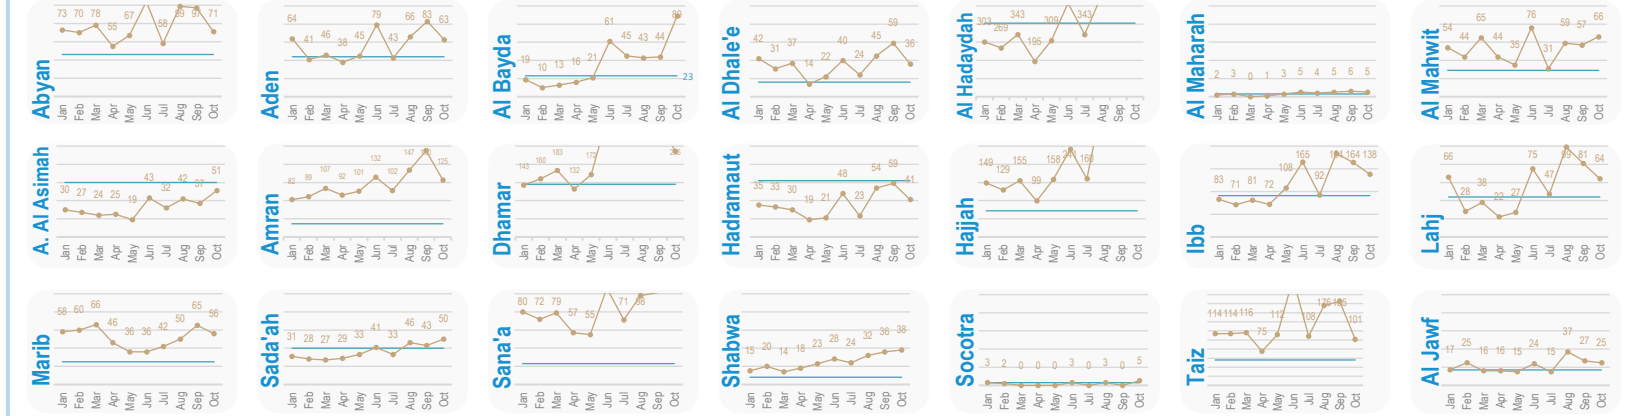 Abyan
73 70 78 55 67 58 99 97 71
Jan Feb Mar Apr May Jun Jul Aug Sep Oct
Aden
64 41 46 38 45 79 43 66 83 63
Jan Feb Mar Apr May Jun Jul Aug Sep Oct
Al Bayda
19 10 13 16 21 61 45 43 44 89
23
Jan Feb Mar Apr May Jun Jul Aug Sep Oct
Al Dhale'e
42 31 37 14 22 40 24 45 59 36
Jan Feb Mar Apr May Jun Jul Aug Sep Oct
Al Hadaydah
303 269 343 195 309 343
Jan Feb Mar Apr May Jun Jul Aug Sep Oct
Al Maharah
2 3 0 1 3 5 4 5 6 5
Jan Feb Mar Apr May Jun Jul Aug Sep Oct
Al Mahwit
54 44 65 44 35 76 31 59 57 66
Jan Feb Mar Apr May Jun Jul Aug Sep Oct
A. Al Asimah
30 27 24 25 19 43 32 42 37 51
Jan Feb Mar Apr May Jun Jul Aug Sep Oct
Amran
82 89 107 92 101 132 102 147 125
Jan Feb Mar Apr May Jun Jul Aug Sep Oct
Dhamar
143 160 183 132 172
Jan Feb Mar Apr May Jun Jul Aug Sep Oct
Hadramaut
35 33 30 19 21 48 23 54 59 41
Jan Feb Mar Apr May Jun Jul Aug Sep Oct
Hajjah
149 129 155 99 158 160
Jan Feb Mar Apr May Jun Jul Aug Sep Oct
Ibb
83 71 81 72 108 165 92 164 138
Jan Feb Mar Apr May Jun Jul Aug Sep Oct
Lahj
66 28 38 22 27 75 47 99 81 64
Jan Feb Mar Apr May Jun Jul Aug Sep Oct
Marib
58 60 66 46 36 36 42 50 65 56
Jan Feb Mar Apr May Jun Jul Aug Sep Oct
Sada'ah
31 28 27 29 33 41 33 46 43 50
Jan Feb Mar Apr May Jun Jul Aug Sep Oct
Sana'a
80 72 79 57 55 71 98
Jan Feb Mar Apr May Jun Jul Aug Sep Oct
Shabwa
15 20 14 18 23 28 24 32 36 38
Jan Feb Mar Apr May Jun Jul Aug Sep Oct
Socotra
3 2 0 0 0 3 0 3 0 5
Jan Feb Mar Apr May Jun Jul Aug Sep Oct
Taiz
114 114 116 75 112 108 101
Jan Feb Mar Apr May Jun Jul Aug Sep Oct
Al Jawf
17 25 16 16 15 24 15 37 27 25
Jan Feb Mar Apr May Jun Jul Aug Sep Oct